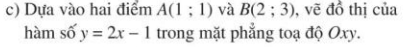 c) Dựa vào hai điểm A(1 ; 1) và B(2 ; 3), vẽ đồ thị của
hàm số y = 2x − 1 trong mặt phẳng toạ độ Oxy.